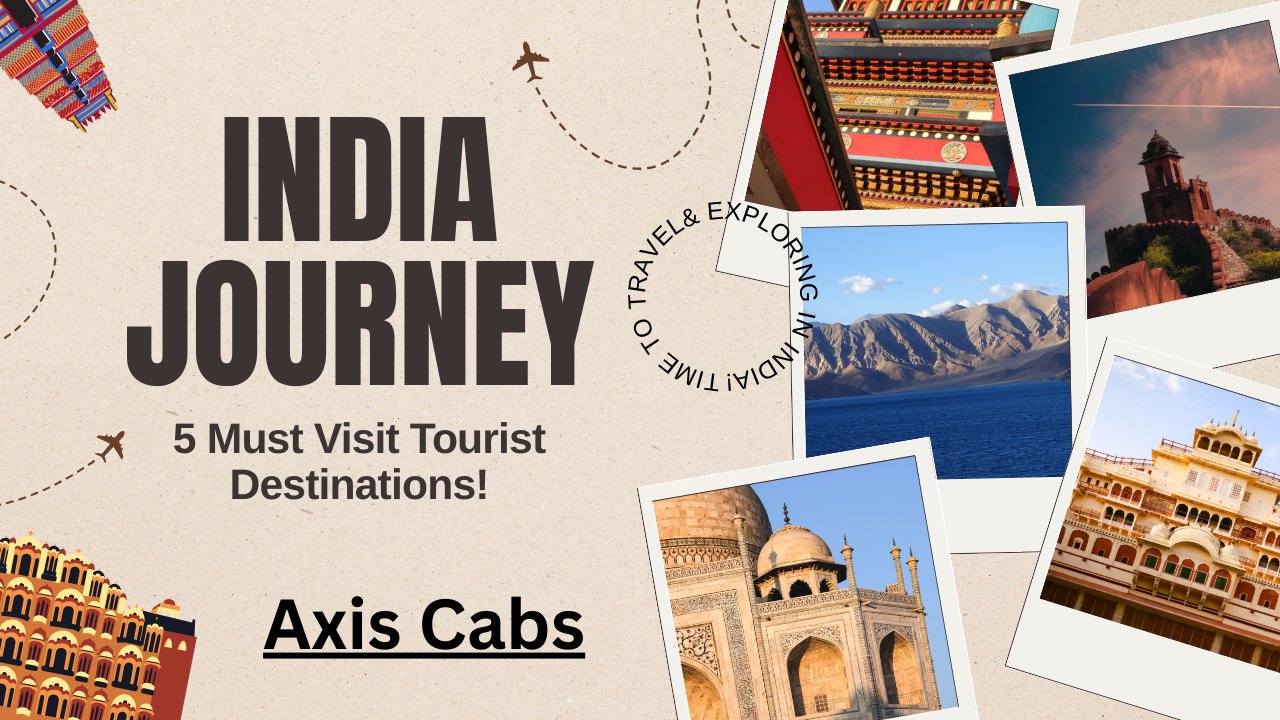 INDIA
JOURNEY
5 Must Visit Tourist
Destinations!
Axis Cabs
TIME TO TRAVEL& EXPLORING IN INDIA!